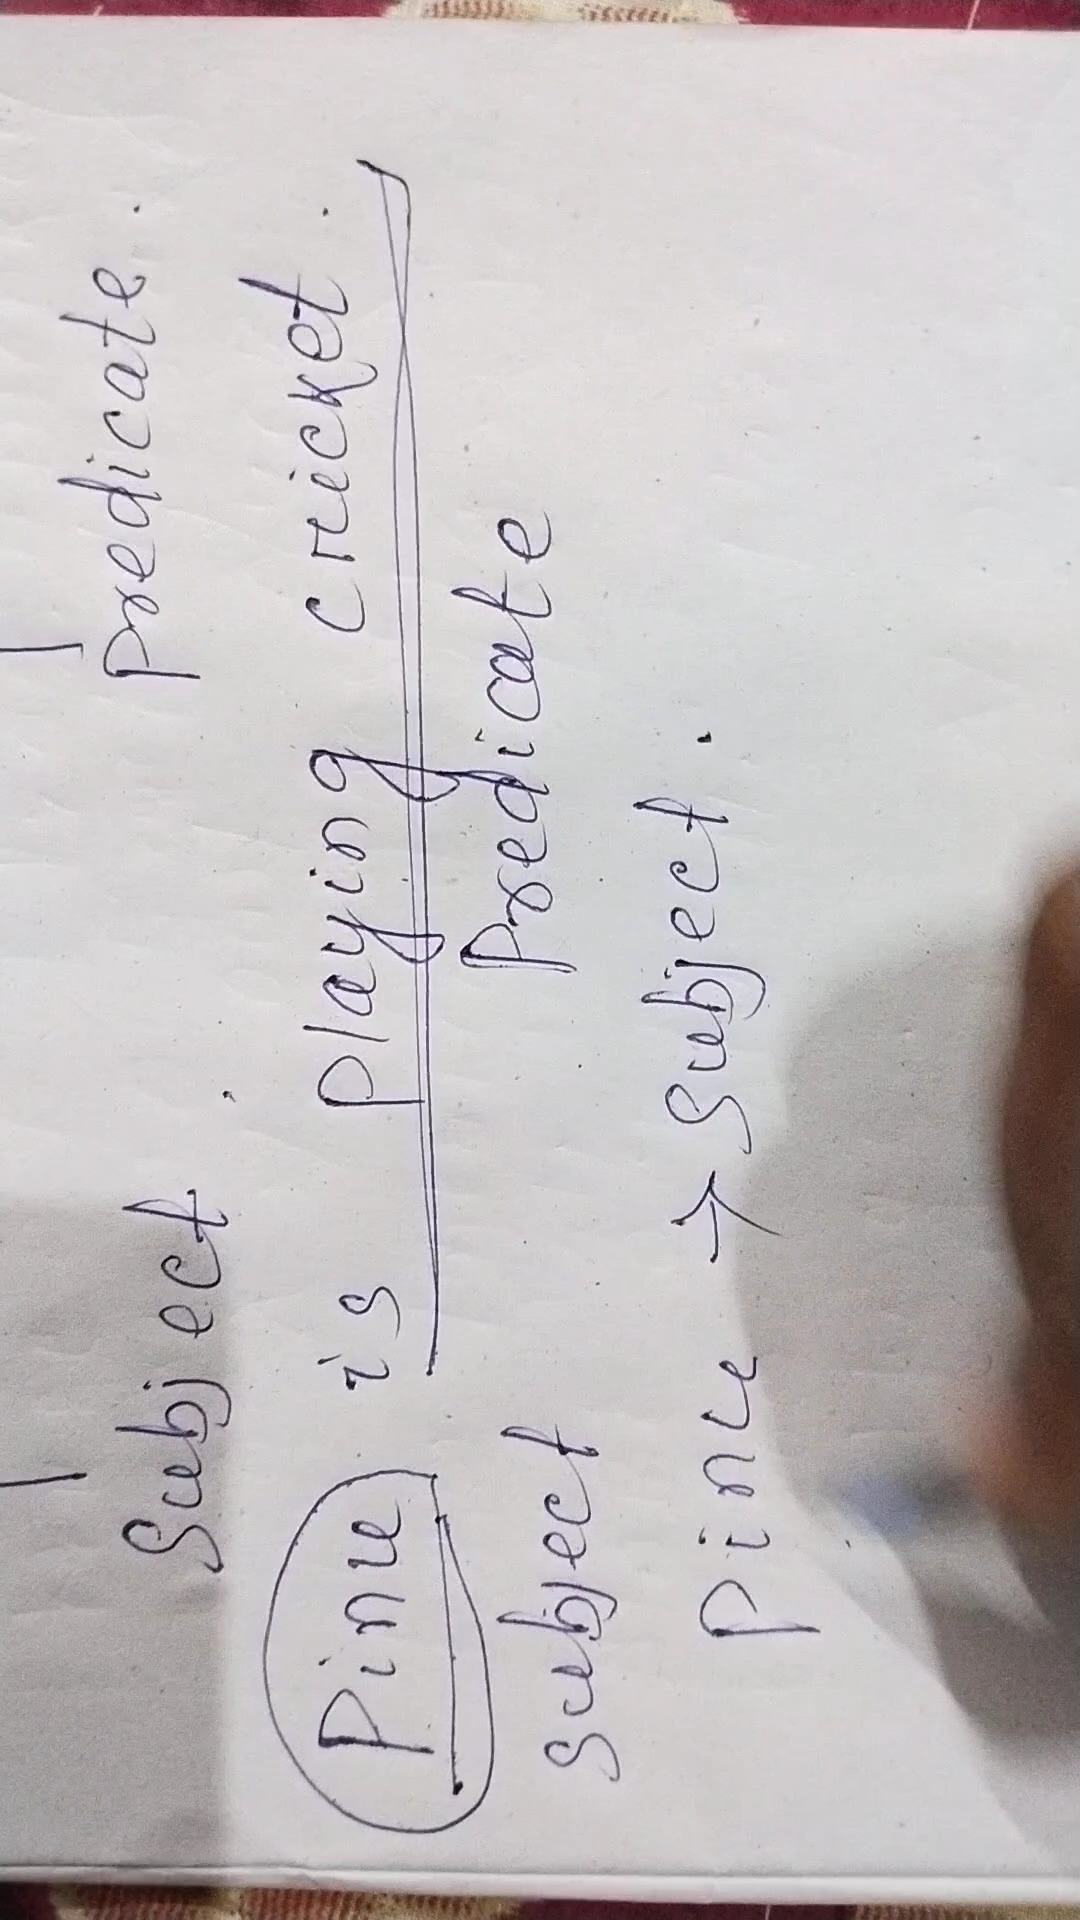 Subject Predicate.
Pinu is playing cricket.
Subject Predicate
Pinu → Subject.